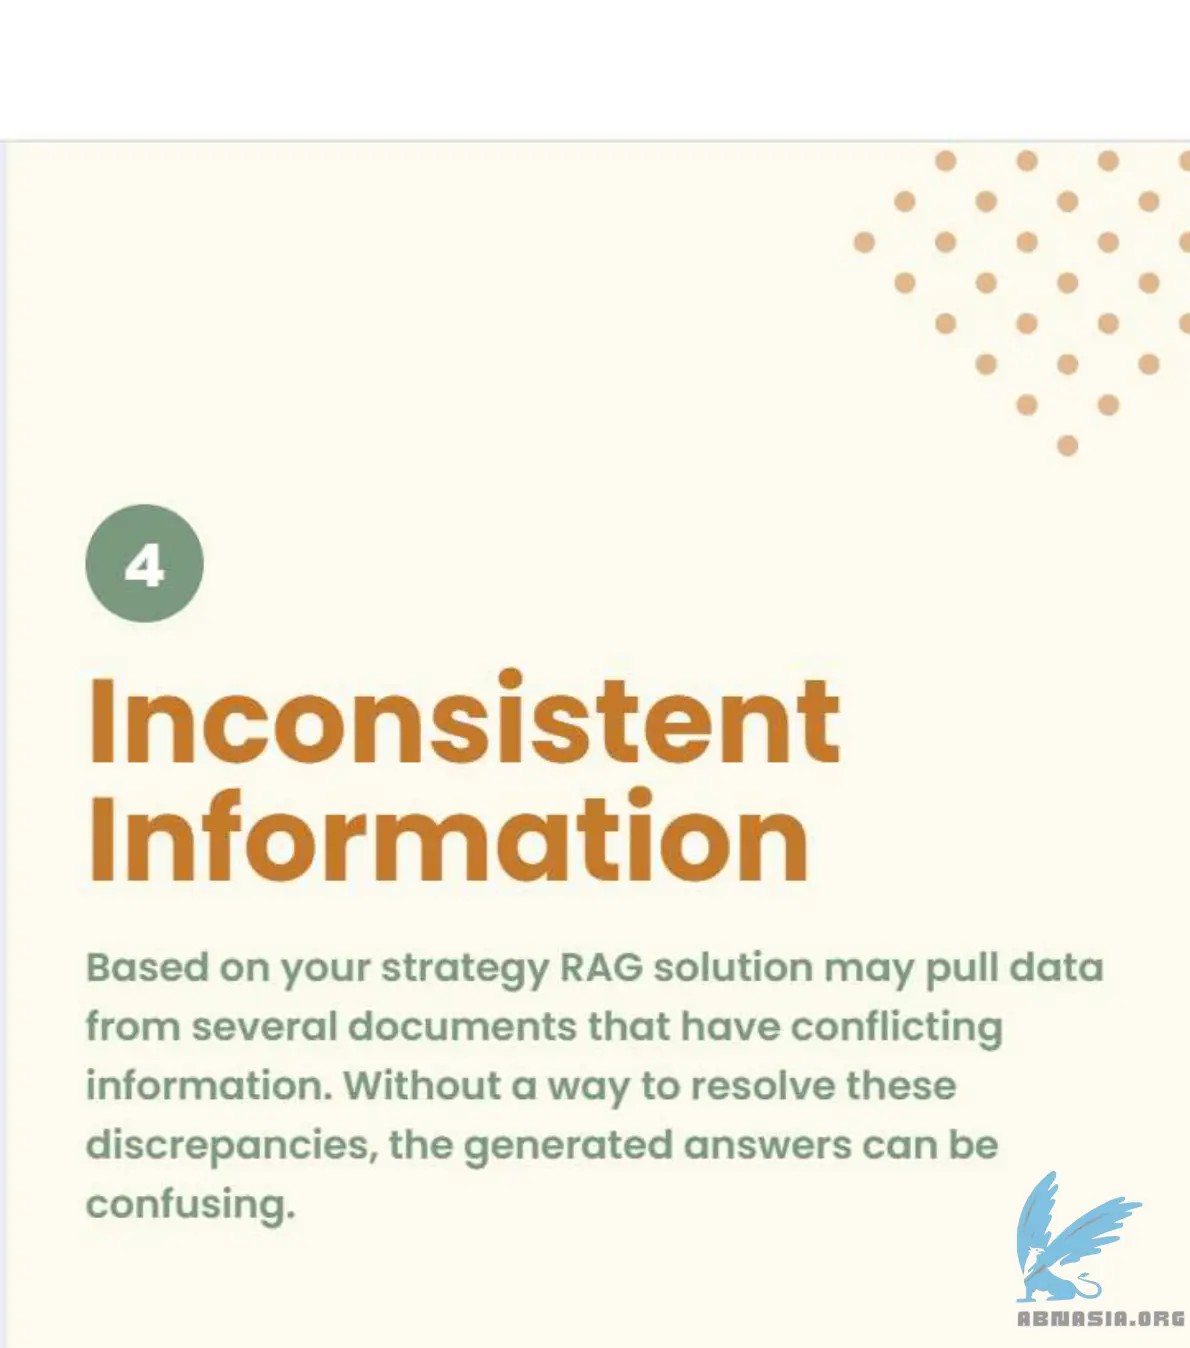 4
Inconsistent
Information
Based on your strategy RAG solution may pull data
from several documents that have conflicting
information. Without a way to resolve these
discrepancies, the generated answers can be
confusing.
ABNASIA.ORG